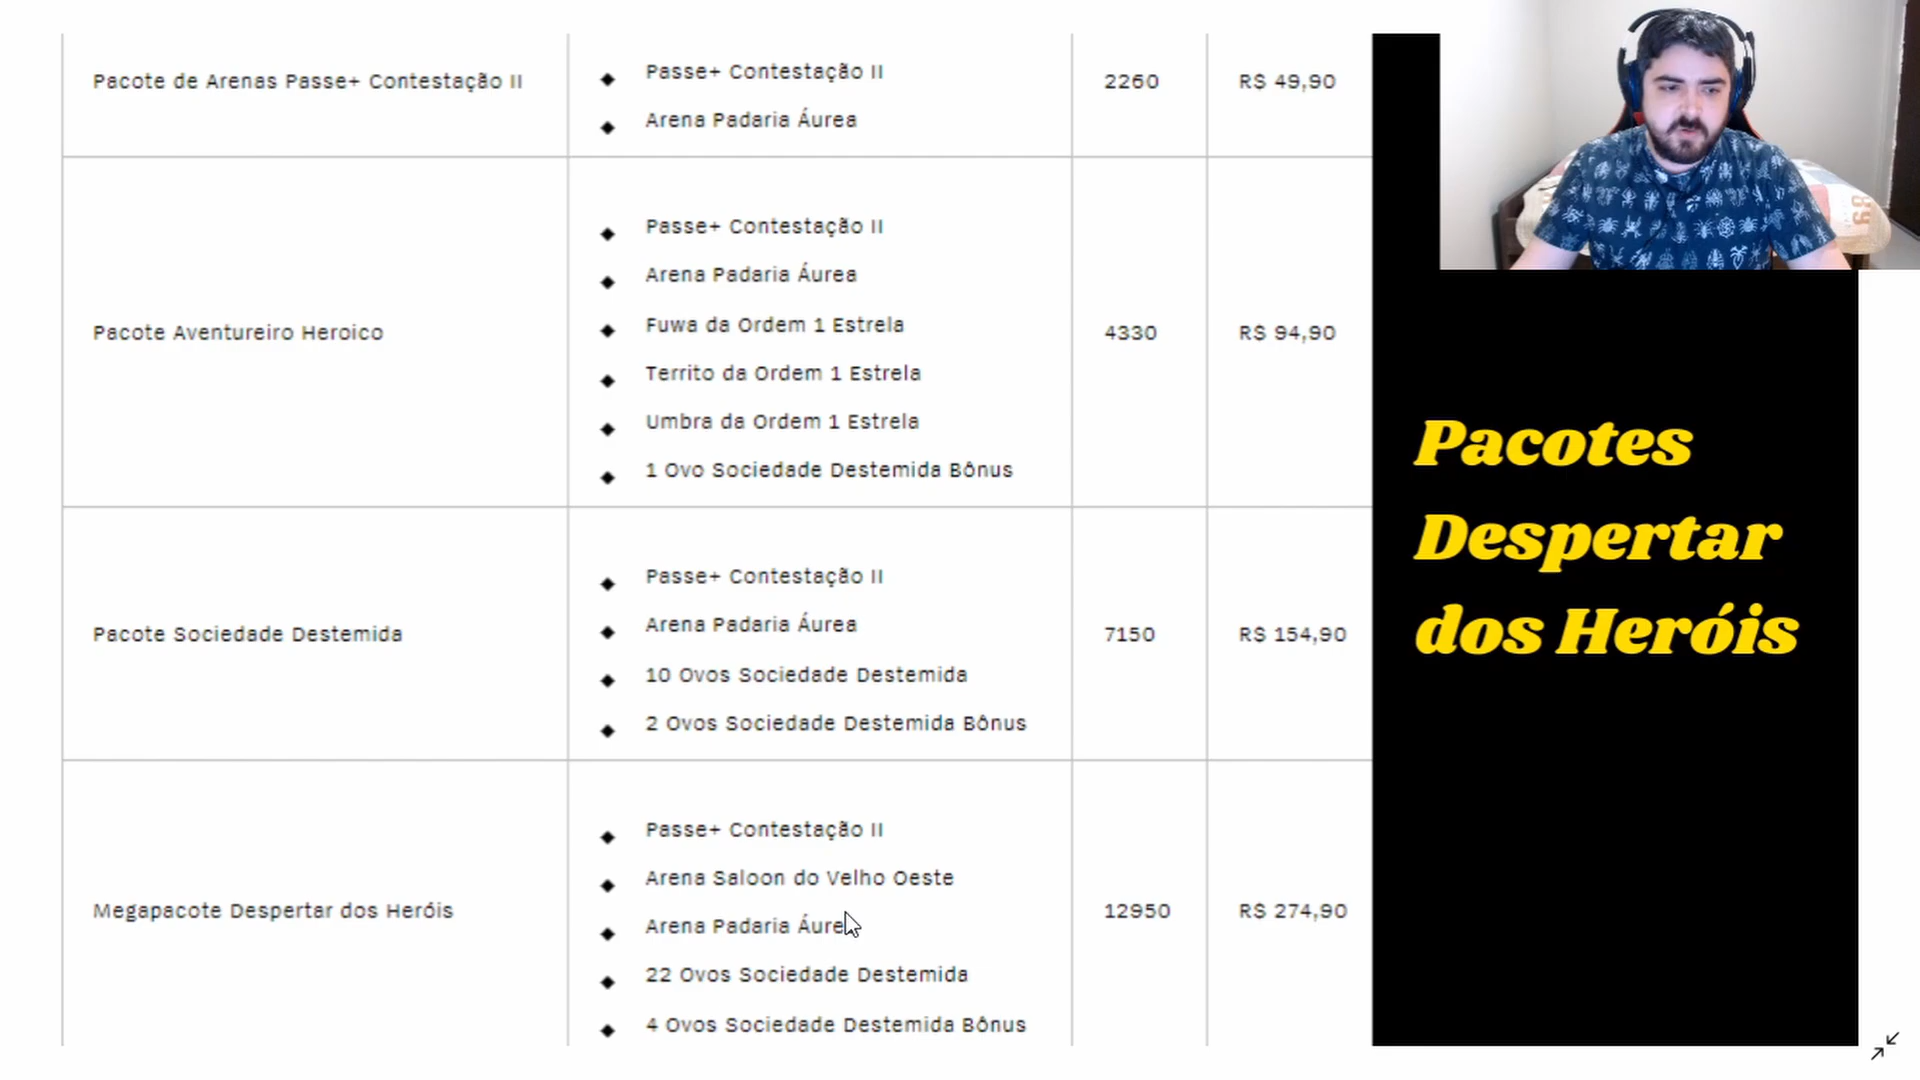 Pacote de Arenas Passe+ Contestação II
Passe+ Contestação II
Arena Padaria Áurea
2260
R$ 49,90
Pacote Aventureiro Heroico
Passe+ Contestação II
Arena Padaria Áurea
Fuwa da Ordem 1 Estrela
Territo da Ordem 1 Estrela
Umbra da Ordem 1 Estrela
1 Ovo Sociedade Destemida Bônus
4330
R$ 94,90
Pacote Sociedade Destemida
Passe+ Contestação II
Arena Padaria Áurea
10 Ovos Sociedade Destemida
2 Ovos Sociedade Destemida Bônus
7150
R$ 154,90
Megapacote Despertar dos Heróis
Passe+ Contestação II
Arena Saloon do Velho Oeste
Arena Padaria Áurea
22 Ovos Sociedade Destemida
4 Ovos Sociedade Destemida Bônus
12950
R$ 274,90
Pacotes
Despertar
dos Heróis